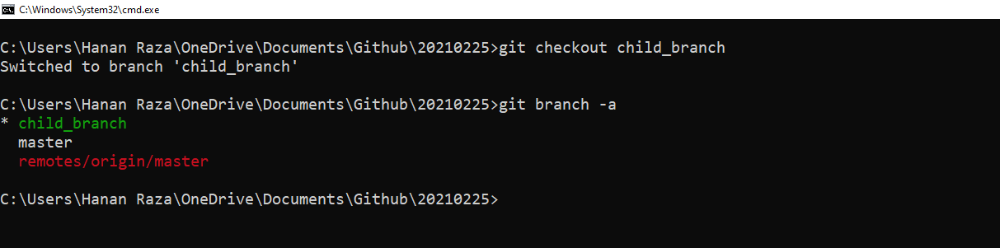 C:\Windows\System32\cmd.exe
C:\Users\Hanan Raza\OneDrive\Documents\Github\20210225>git checkout child_branch
Switched to branch 'child_branch'
C:\Users\Hanan Raza\OneDrive\Documents\Github\20210225>git branch -a
* child_branch
  master
  remotes/origin/master
C:\Users\Hanan Raza\OneDrive\Documents\Github\20210225>